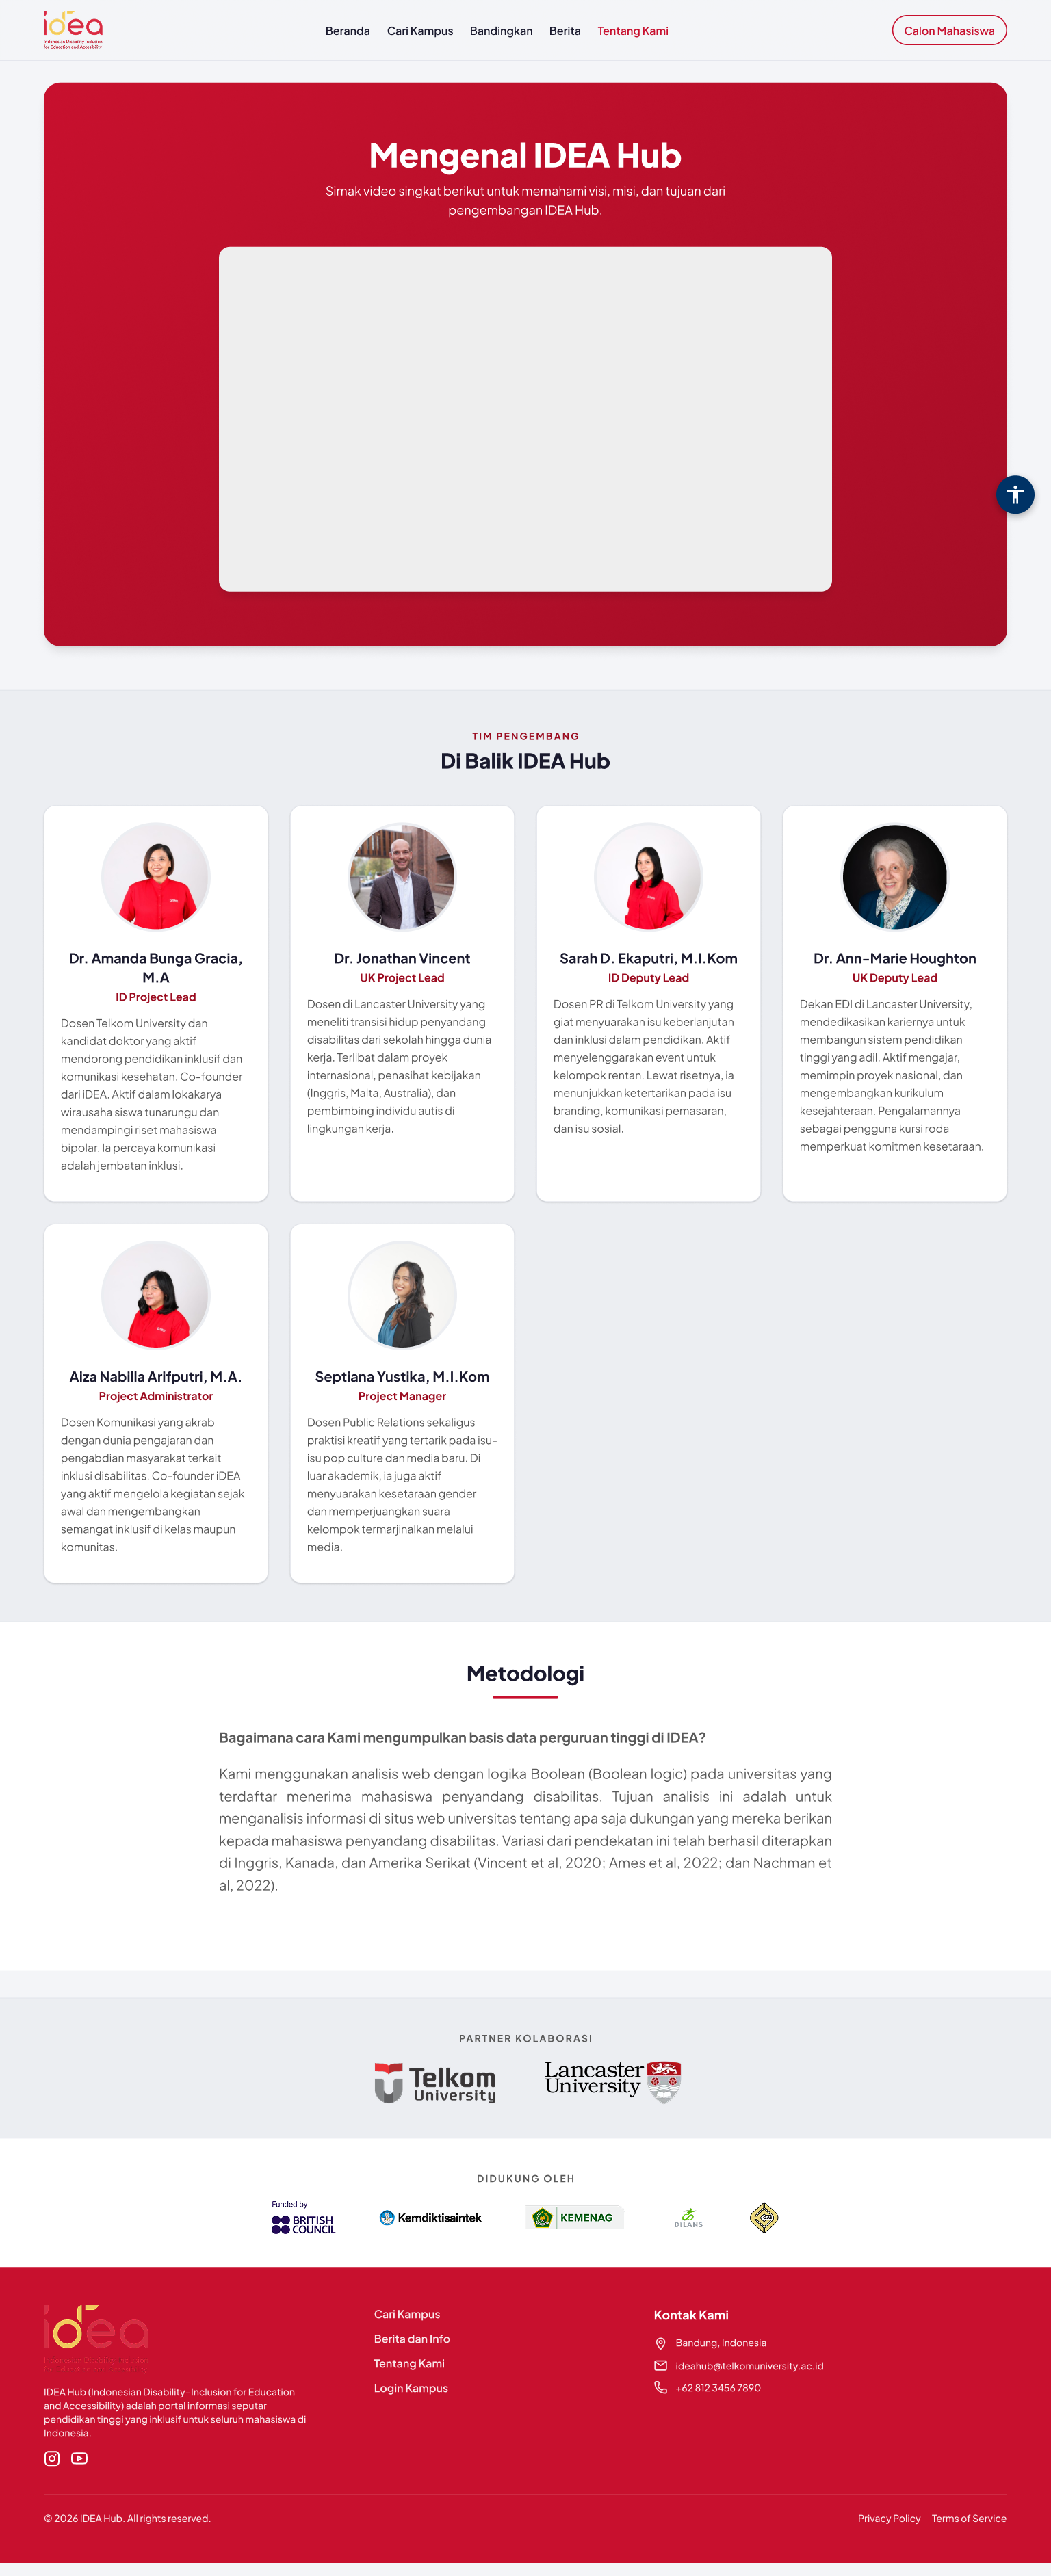 idea
Indonesian Disability-Inclusion
for Education and Accesibility
Beranda
Cari Kampus
Bandingkan
Berita
Tentang Kami
Calon Mahasiswa
Mengenal IDEA Hub
Simak video singkat berikut untuk memahami visi, misi, dan tujuan dari
pengembangan IDEA Hub.
TIM PENGEMBANG
Di Balik IDEA Hub
Dr. Amanda Bunga Gracia,
M.A
ID Project Lead
Dosen Telkom University dan
kandidat doktor yang aktif
mendorong pendidikan inklusif dan
komunikasi kesehatan. Co-founder
dari iDEA. Aktif dalam lokakarya
wirausaha siswa tunarungu dan
mendampingi riset mahasiswa
bipolar. Ia percaya komunikasi
adalah jembatan inklusi.
Dr. Jonathan Vincent
UK Project Lead
Dosen di Lancaster University yang
meneliti transisi hidup penyandang
disabilitas dari sekolah hingga dunia
kerja. Terlibat dalam proyek
internasional, penasihat kebijakan
(Inggris, Malta, Australia), dan
pembimbing individu autis di
lingkungan kerja.
Sarah D. Ekaputri, M.I.Kom
ID Deputy Lead
Dosen PR di Telkom University yang
giat menyuarakan isu keberlanjutan
dan inklusi dalam pendidikan. Aktif
menyelenggarakan event untuk
kelompok rentan. Lewat risetnya, ia
menunjukkan ketertarikan pada isu
branding, komunikasi pemasaran,
dan isu sosial.
Dr. Ann-Marie Houghton
UK Deputy Lead
Dekan EDI di Lancaster University,
mendedikasikan kariernya untuk
membangun sistem pendidikan
tinggi yang adil. Aktif mengajar,
memimpin proyek nasional, dan
mengembangkan kurikulum
kesejahteraan. Pengalamannya
sebagai pengguna kursi roda
memperkuat komitmen kesetaraan.
Aiza Nabilla Arifputri, M.A.
Project Administrator
Dosen Komunikasi yang akrab
dengan dunia pengajaran dan
pengabdian masyarakat terkait
inklusi disabilitas. Co-founder iDEA
yang aktif mengelola kegiatan sejak
awal dan mengembangkan
semangat inklusif di kelas maupun
komunitas.
Septiana Yustika, M.I.Kom
Project Manager
Dosen Public Relations sekaligus
praktisi kreatif yang tertarik pada isu-
isu pop culture dan media baru. Di
luar akademik, ia juga aktif
menyuarakan kesetaraan gender
dan memperjuangkan suara
kelompok termarjinalkan melalui
media.
Metodologi
Bagaimana cara Kami mengumpulkan basis data perguruan tinggi di IDEA?
Kami menggunakan analisis web dengan logika Boolean (Boolean logic) pada universitas yang
terdaftar menerima mahasiswa penyandang disabilitas. Tujuan analisis ini adalah untuk
menganalisis informasi di situs web universitas tentang apa saja dukungan yang mereka berikan
kepada mahasiswa penyandang disabilitas. Variasi dari pendekatan ini telah berhasil diterapkan
di Inggris, Kanada, dan Amerika Serikat (Vincent et al, 2020; Ames et al, 2022; dan Nachman et
al, 2022).
PARTNER KOLABORASI
Telkom
University
Lancaster
University
DIDUKUNG OLEH
Funded by
BRITISH
COUNCIL
Kemdiktisaintek
KEMENAG
DILANS
idea
IDEA Hub (Indonesian Disability-Inclusion for Education
and Accessibility) adalah portal informasi seputar
pendidikan tinggi yang inklusif untuk seluruh mahasiswa di
Indonesia.
Cari Kampus
Berita dan Info
Tentang Kami
Login Kampus
Kontak Kami
Bandung, Indonesia
ideahub@telkomuniversity.ac.id
+62 812 3456 7890
© 2026 IDEA Hub. All rights reserved.
Privacy Policy
Terms of Service